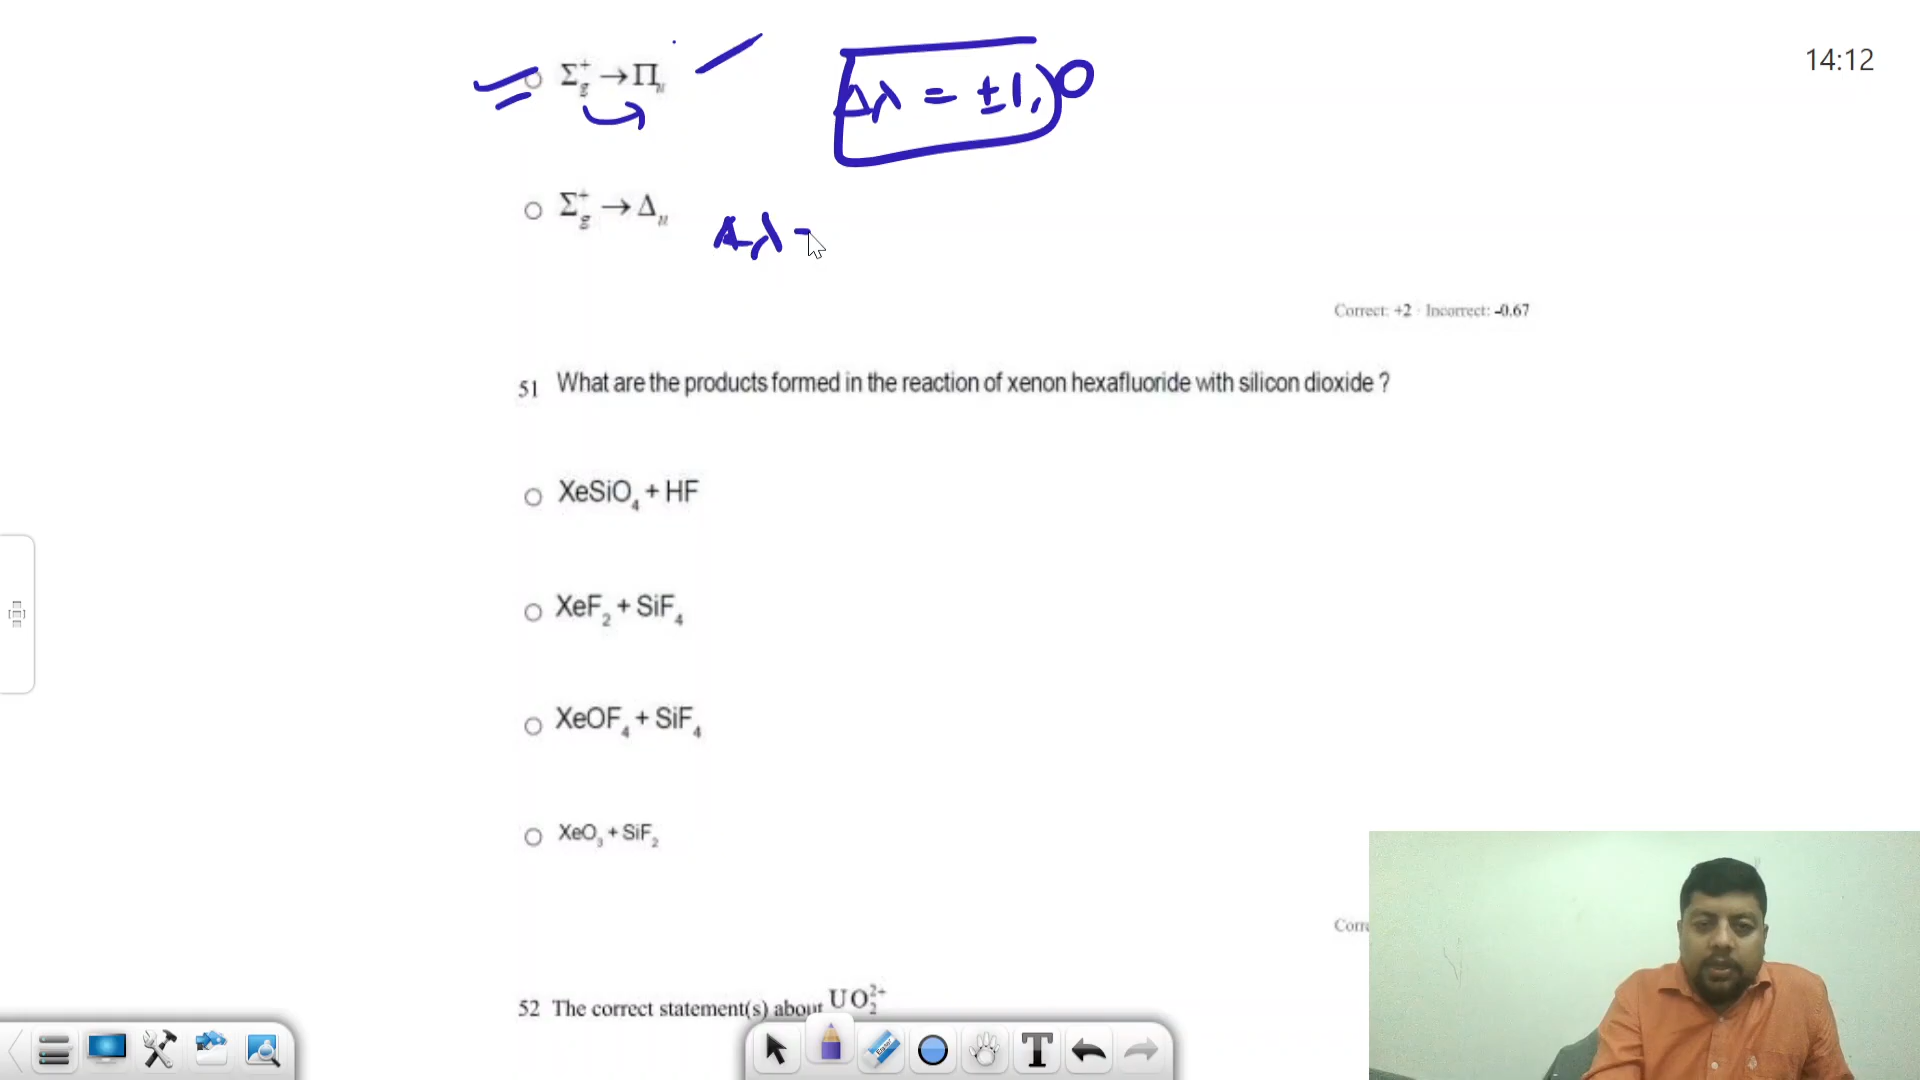 Σg+ → Πu
Δλ = ±1, 0
14:12
Σg+ → Δu
Δλ =
Correct: +2 · Incorrect: -0.67
51 What are the products formed in the reaction of xenon hexafluoride with silicon dioxide ?
XeSiO4 + HF
XeF2 + SiF4
XeOF4 + SiF4
XeO3 + SiF2
Corre
52 The correct statement(s) about UO2 2+
Eraser
T